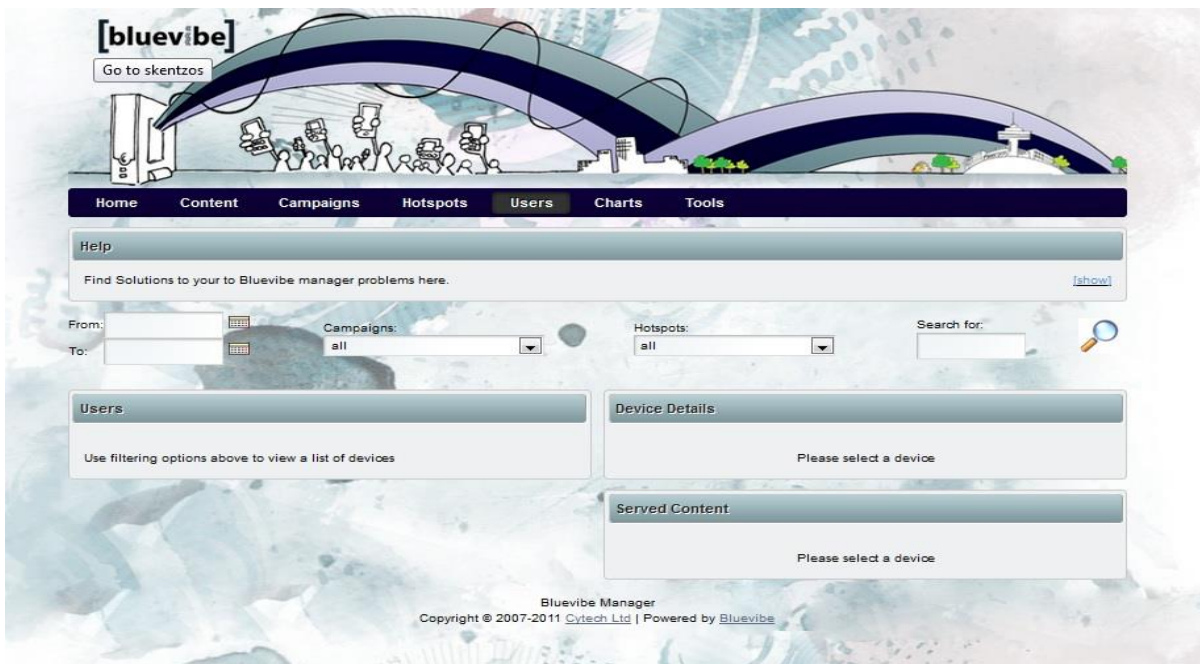 [bluevibe]
Go to skentzos
Home Content Campaigns Hotspots Users Charts Tools
Help
Find Solutions to your to Bluevibe manager problems here. [show]
From:
To:
Campaigns:
all
Hotspots:
all
Search for:
Users
Use filtering options above to view a list of devices
Device Details
Please select a device
Served Content
Please select a device
Bluevibe Manager
Copyright © 2007-2011 Cytech Ltd | Powered by Bluevibe